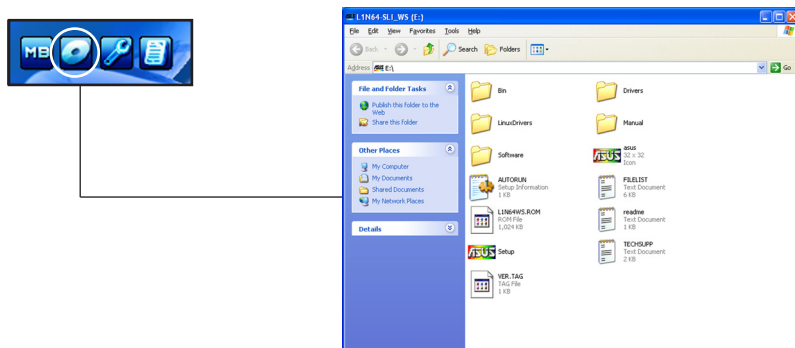 MB
L1N64-SLI_WS (E:)
File Edit View Favorites Tools Help
Back Search Folders
Address E:\ Go
File and Folder Tasks
Publish this folder to the
Web
Share this folder
Other Places
My Computer
My Documents
Shared Documents
My Network Places
Details
Bin
Drivers
LinuxDrivers
Manual
Software
asus
32 x 32
Icon
AUTORUN
Setup Information
1 KB
FILELIST
Text Document
6 KB
L1N64WS.ROM
ROM File
1,024 KB
readme
Text Document
1 KB
ASUS Setup
TECHSUPP
Text Document
2 KB
VER.TAG
TAG File
1 KB
ASUS